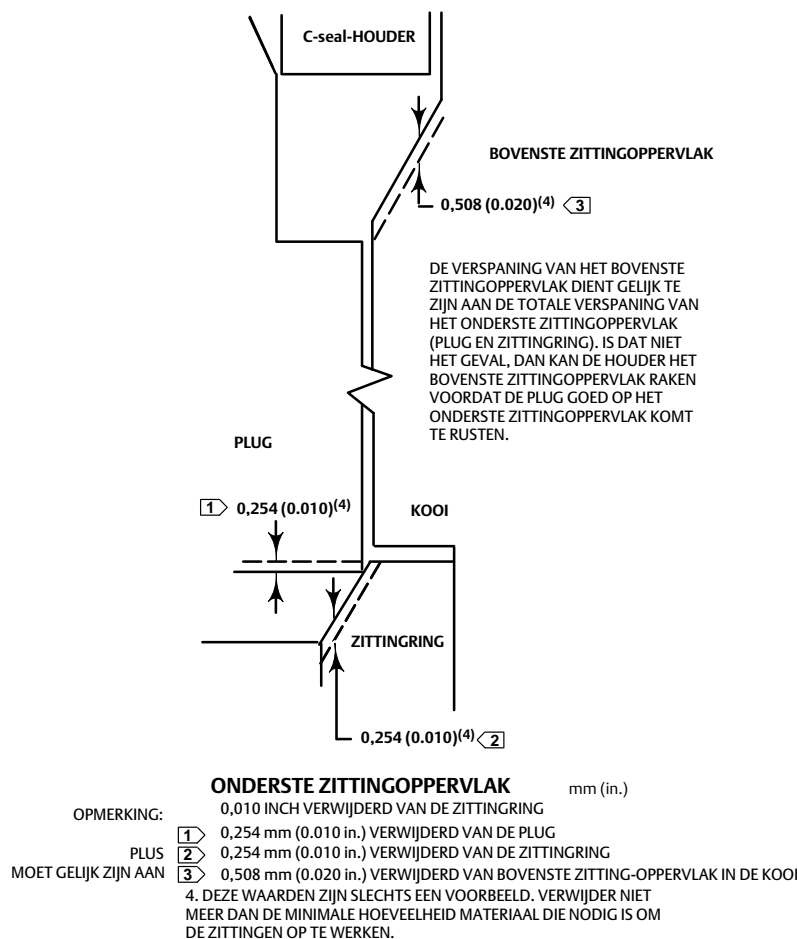 C-seal-HOUDER
BOVENSTE ZITTINGOPPERVLAK
0,508 (0.020)(4) 3
DE VERSPANING VAN HET BOVENSTE
ZITTINGOPPERVLAK DIENT GELIJK TE
ZIJN AAN DE TOTALE VERSPANING VAN
HET ONDERSTE ZITTINGOPPERVLAK
(PLUG EN ZITTINGRING). IS DAT NIET
HET GEVAL, DAN KAN DE HOUDER HET
BOVENSTE ZITTINGOPPERVLAK RAKEN
VOORDAT DE PLUG GOED OP HET
ONDERSTE ZITTINGOPPERVLAK KOMT
TE RUSTEN.
PLUG
1 0,254 (0.010)(4)
KOOI
ZITTINGRING
0,254 (0.010)(4) 2
ONDERSTE ZITTINGOPPERVLAK mm (in.)
OPMERKING: 0,010 INCH VERWIJDERD VAN DE ZITTINGRING
1 0,254 mm (0.010 in.) VERWIJDERD VAN DE PLUG
PLUS 2 0,254 mm (0.010 in.) VERWIJDERD VAN DE ZITTINGRING
MOET GELIJK ZIJN AAN 3 0,508 mm (0.020 in.) VERWIJDERD VAN BOVENSTE ZITTING-OPPERVLAK IN DE KOOI
4. DEZE WAARDEN ZIJN SLECHTS EEN VOORBEELD. VERWIJDER NIET
MEER DAN DE MINIMALE HOEVEELHEID MATERIAAL DIE NODIG IS OM
DE ZITTINGEN OP TE WERKEN.